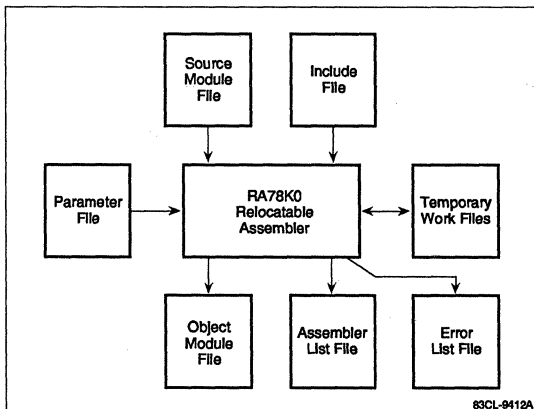 Source
Module
File
Include
File
Parameter
File
RA78K0
Relocatable
Assembler
Temporary
Work Files
Object
Module
File
Assembler
List File
Error
List File
83CL-9412A